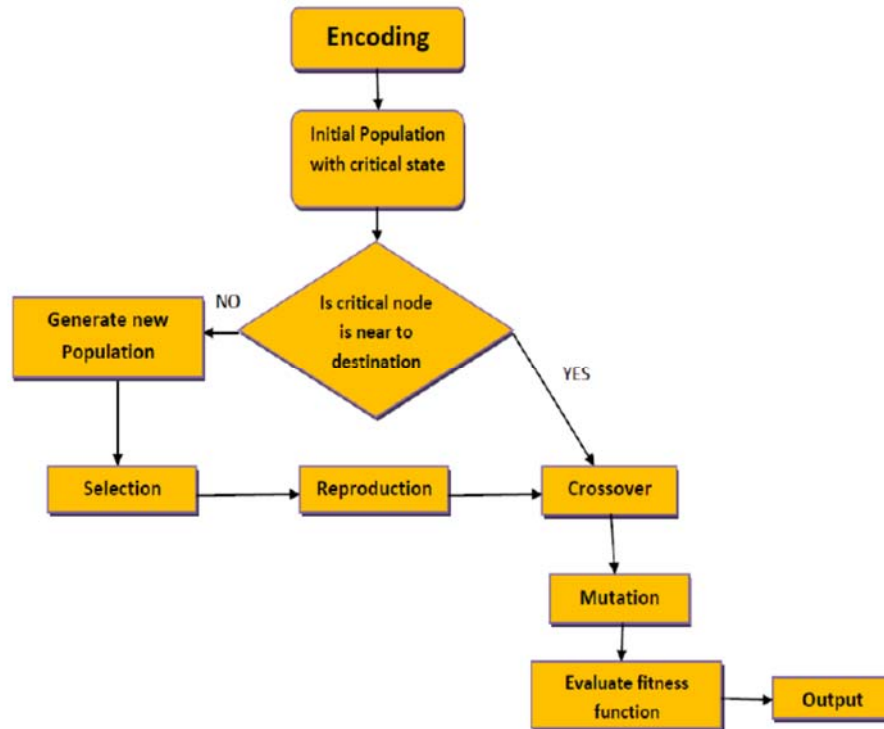 Encoding
Initial Population
with critical state
Is critical node
is near to
destination
NO
Generate new
Population
YES
Selection
Reproduction
Crossover
Mutation
Evaluate fitness
function
Output